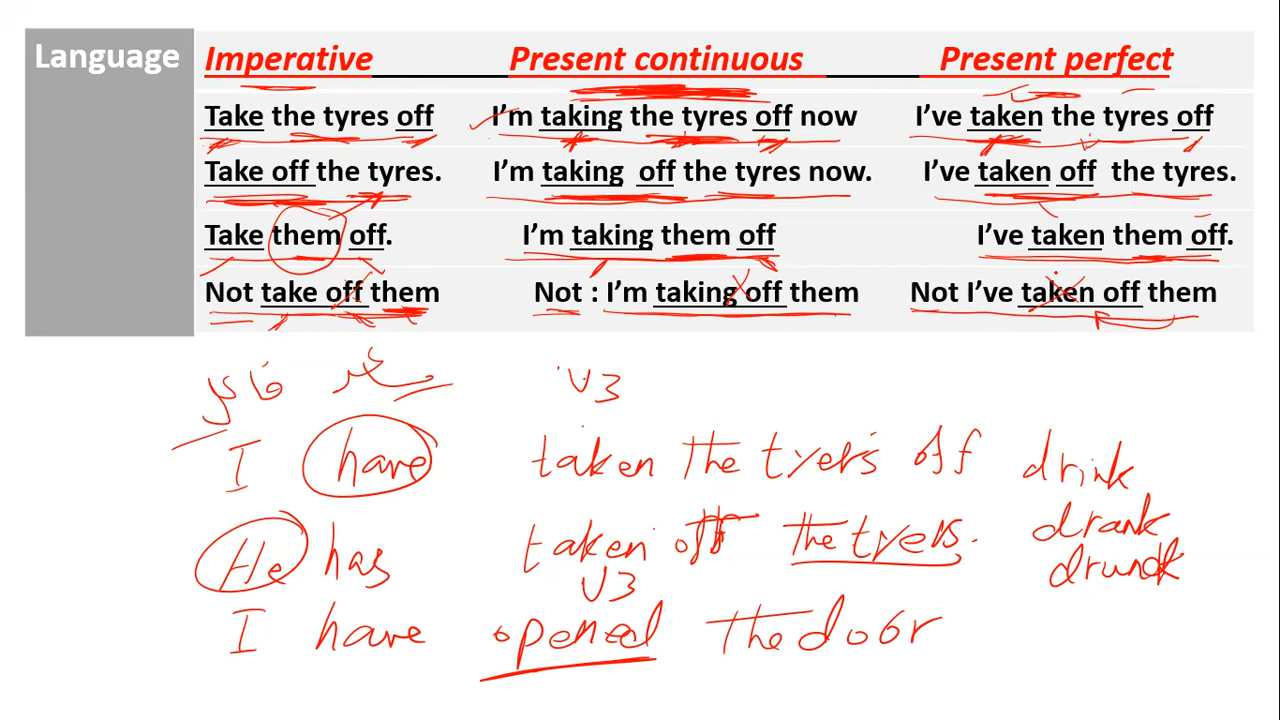 Language Imperative Present continuous Present perfect
Take the tyres off I'm taking the tyres off now I've taken the tyres off
Take off the tyres. I'm taking off the tyres now. I've taken off the tyres.
Take them off. I'm taking them off I've taken them off.
Not take off them Not : I'm taking off them Not I've taken off them
فاعل V3
I have taken the tyers off drink
drank
He has taken off the tyers.
drunk
V3
I have opened the door